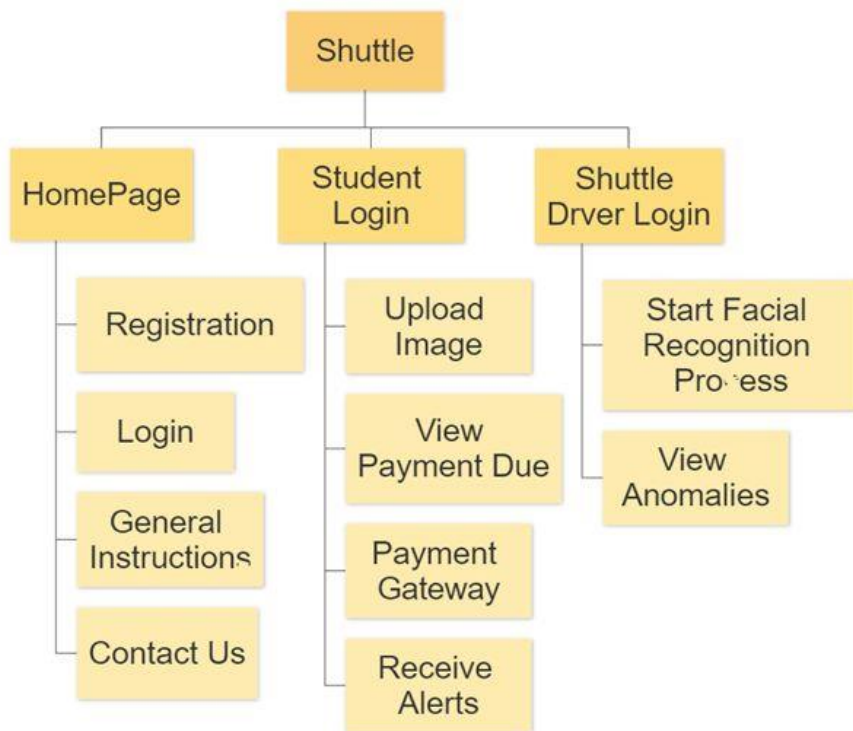 Shuttle
HomePage
Student
Login
Shuttle
Drver Login
Registration
Login
General
Instructions
Contact Us
Upload
Image
View
Payment Due
Payment
Gateway
Receive
Alerts
Start Facial
Recognition
Process
View
Anomalies